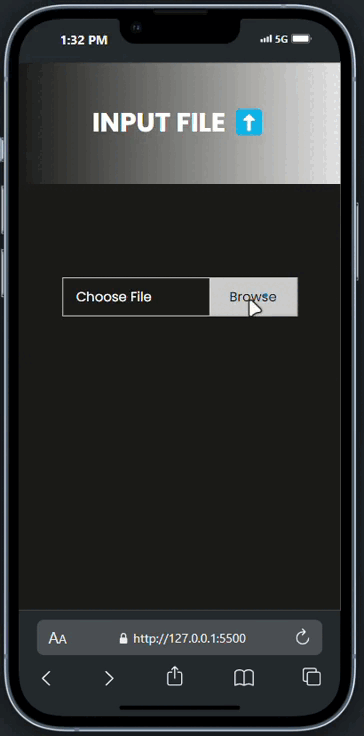 1:32 PM
5G
INPUT FILE ⬆️
Choose File
Browse
AA
http://127.0.0.1:5500